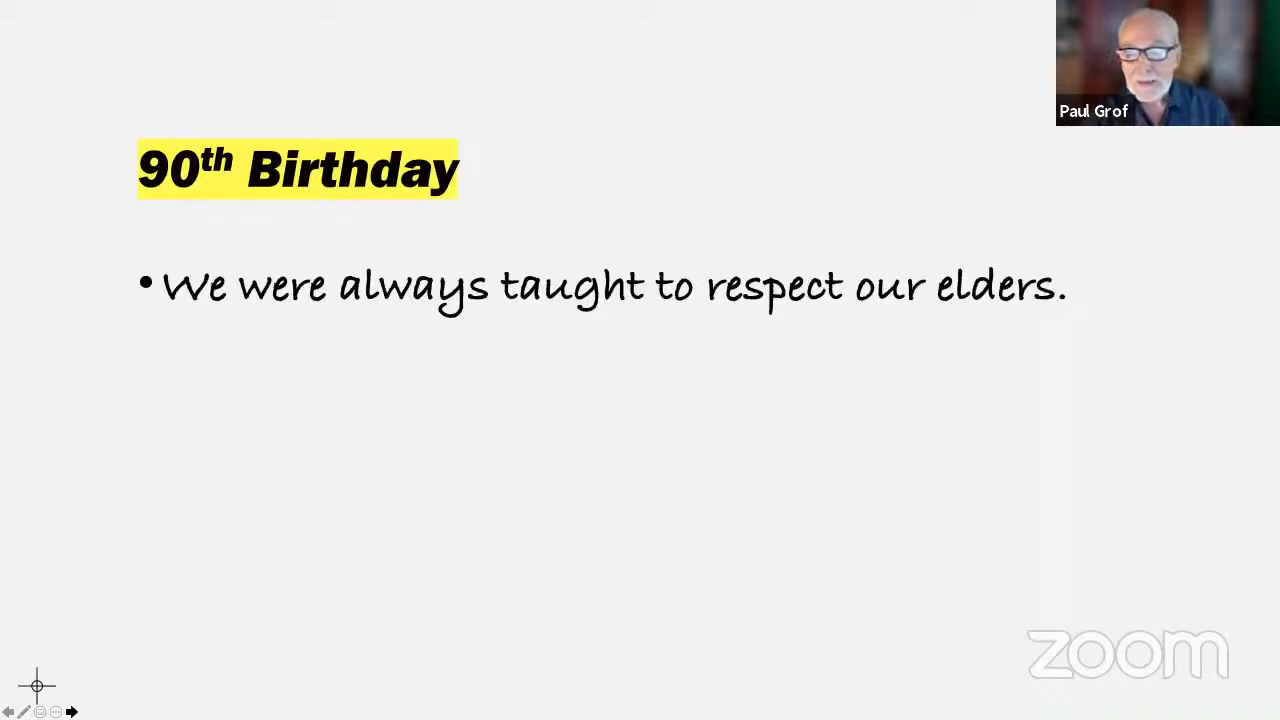 Paul Grof
90th Birthday
• We were always taught to respect our elders.
zoom